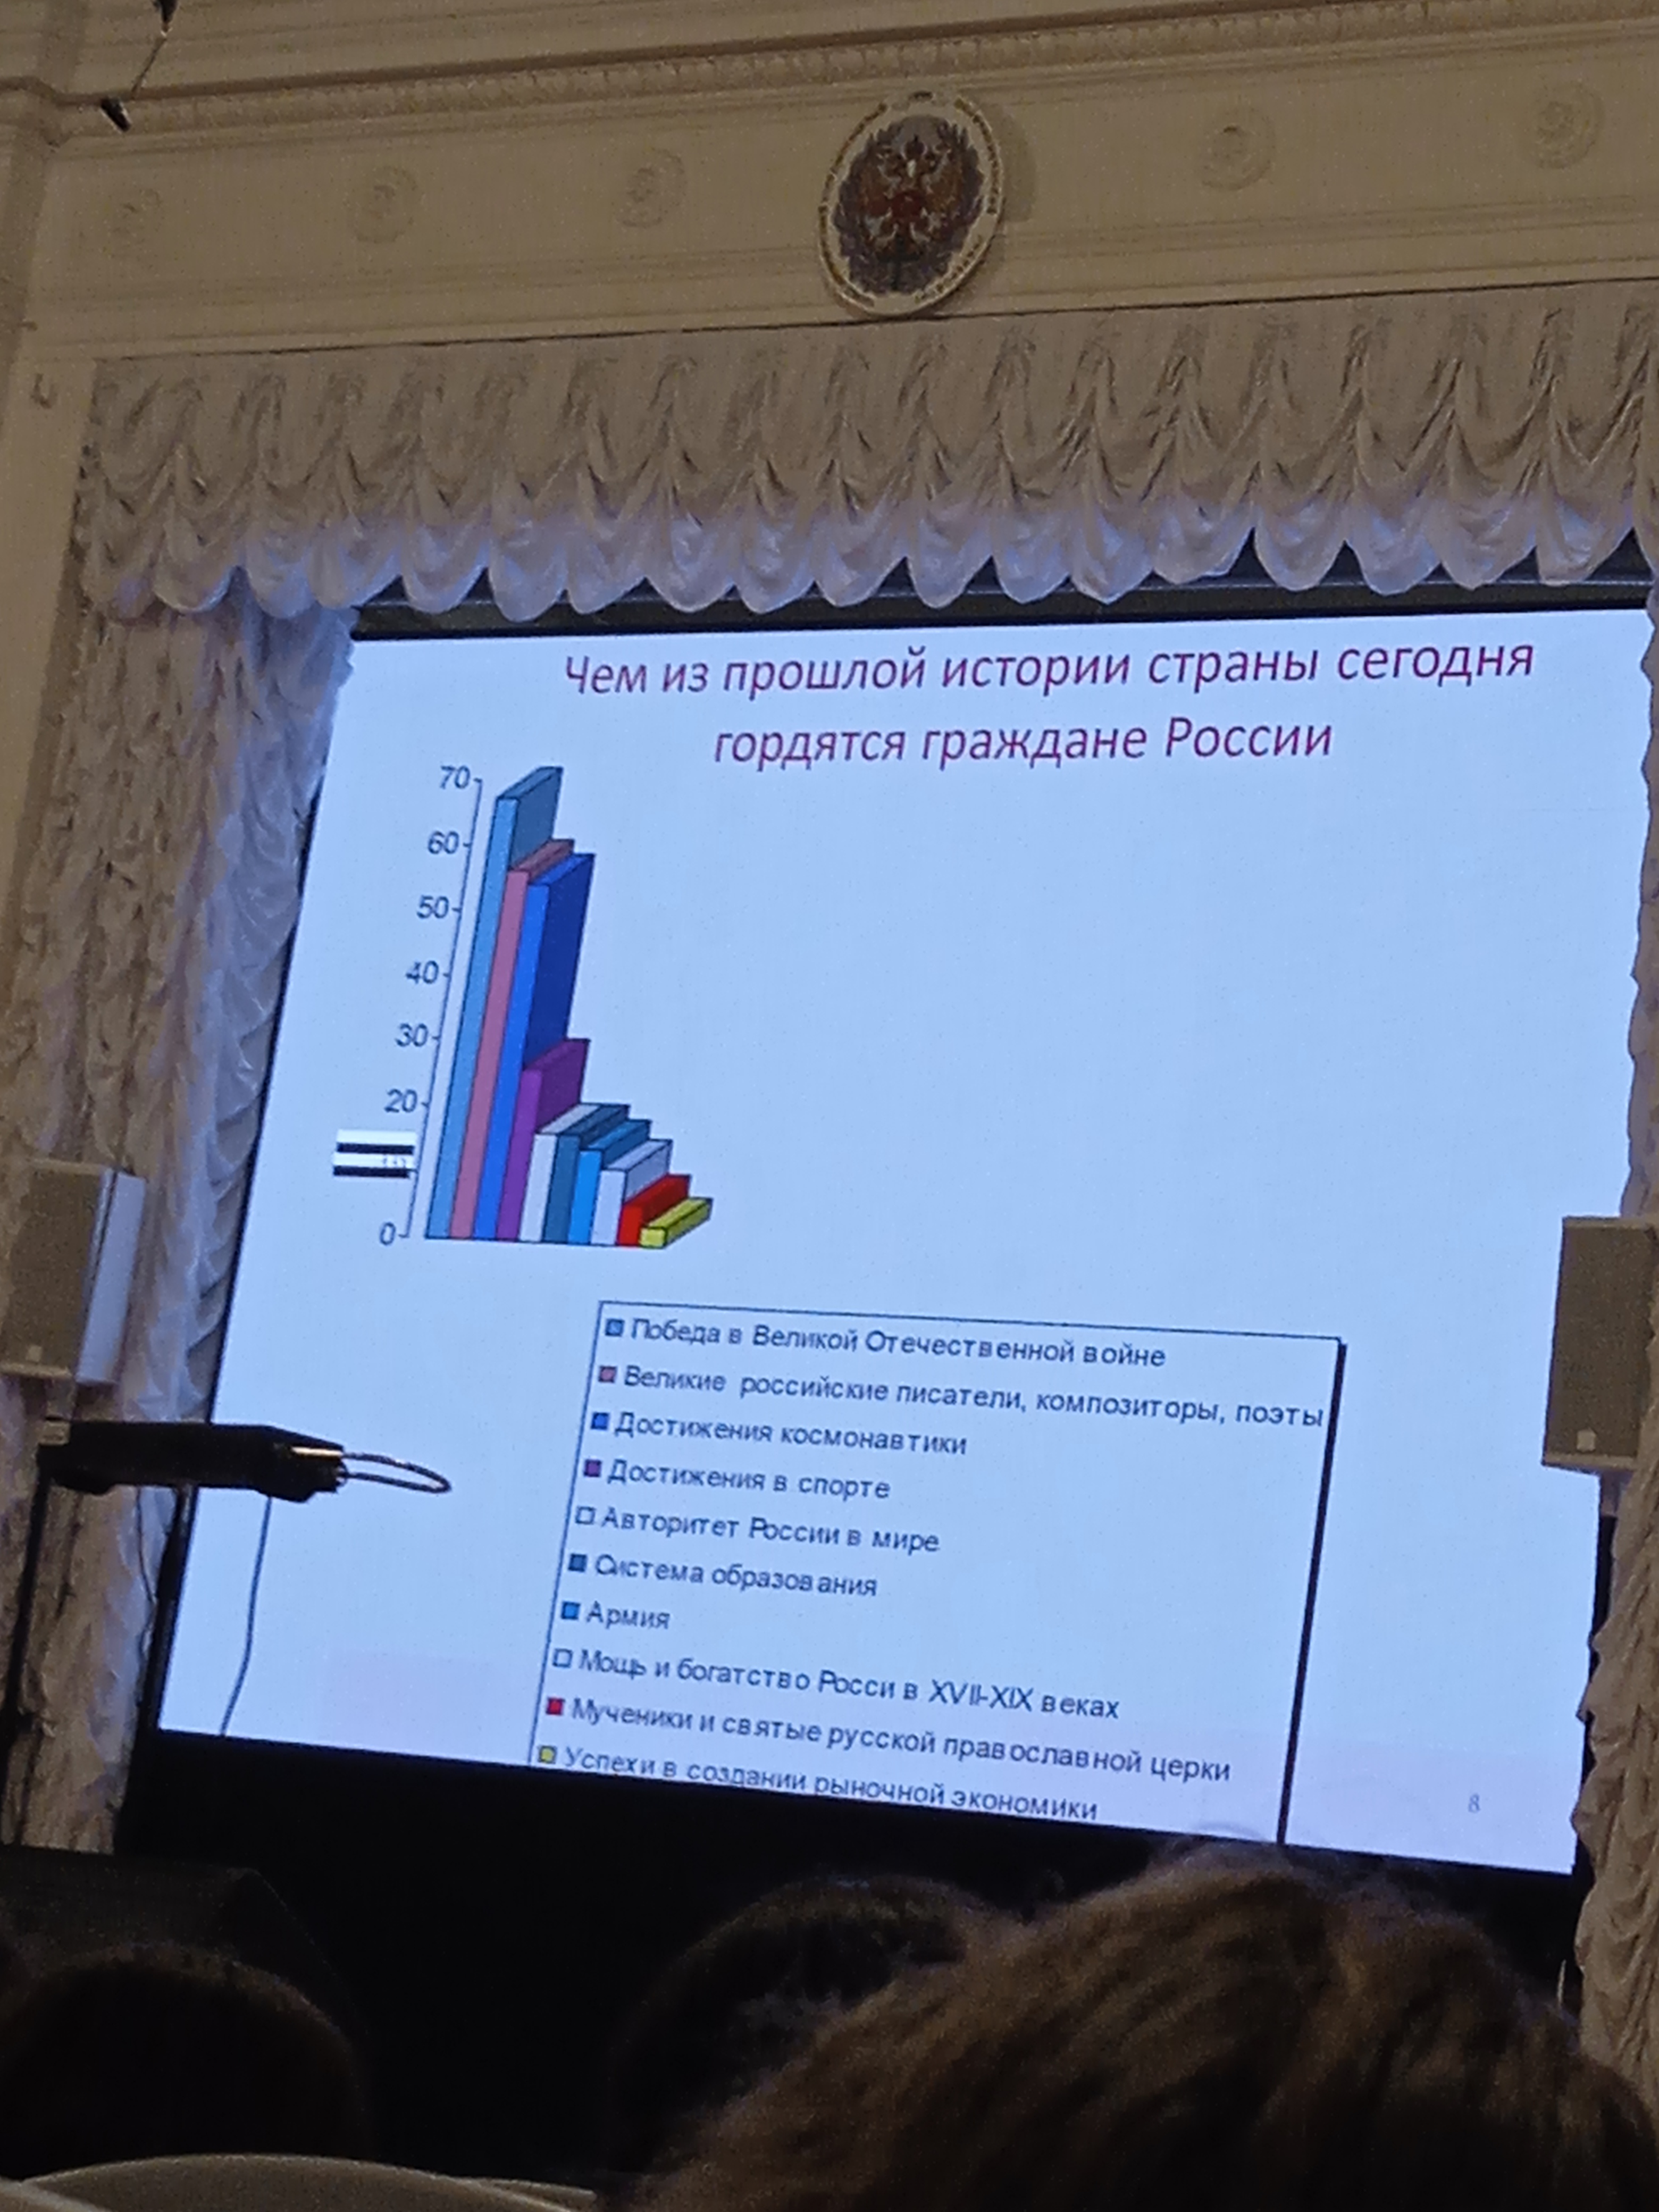 Чем из прошлой истории страны сегодня
гордятся граждане России
70
60
50
40
30
20
0
Победа в Великой Отечественной войне
Великие российские писатели, композиторы, поэты
Достижения космонавтики
Достижения в спорте
Авторитет России в мире
Система образования
Армия
Мощь и богатство Росси в XVII-XIX веках
Мученики и святые русской православной церки
Успехи в создании рыночной экономики
8